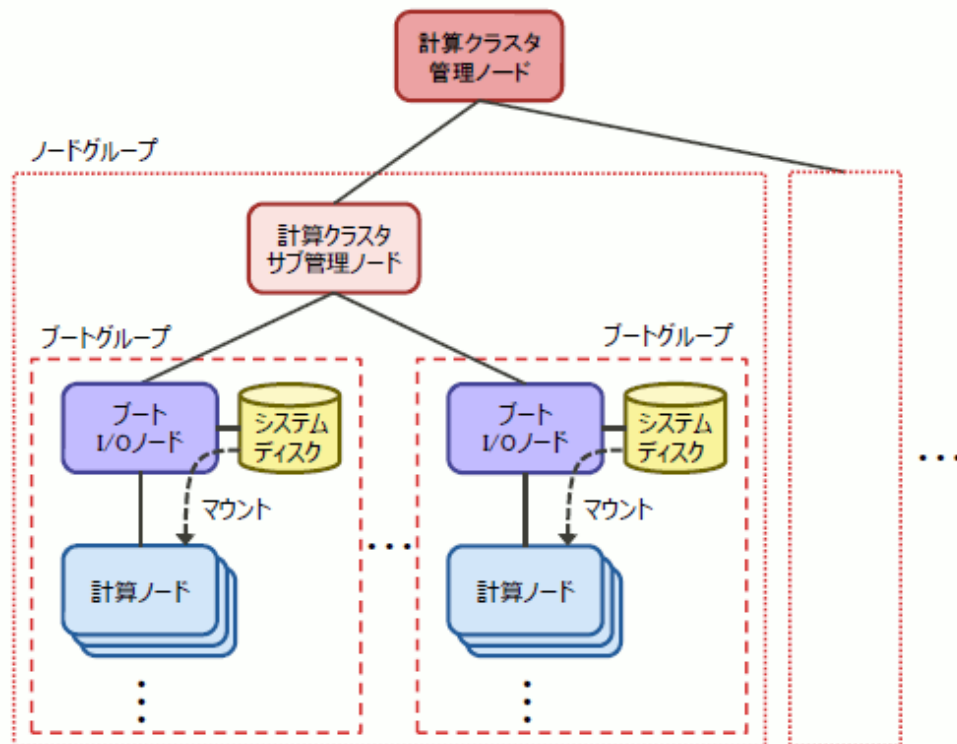 計算クラスタ
管理ノード
ノードグループ
計算クラスタ
サブ管理ノード
ブートグループ
ブートグループ
ブート
I/Oノード
システム
ディスク
ブート
I/Oノード
システム
ディスク
マウント
マウント
計算ノード
計算ノード